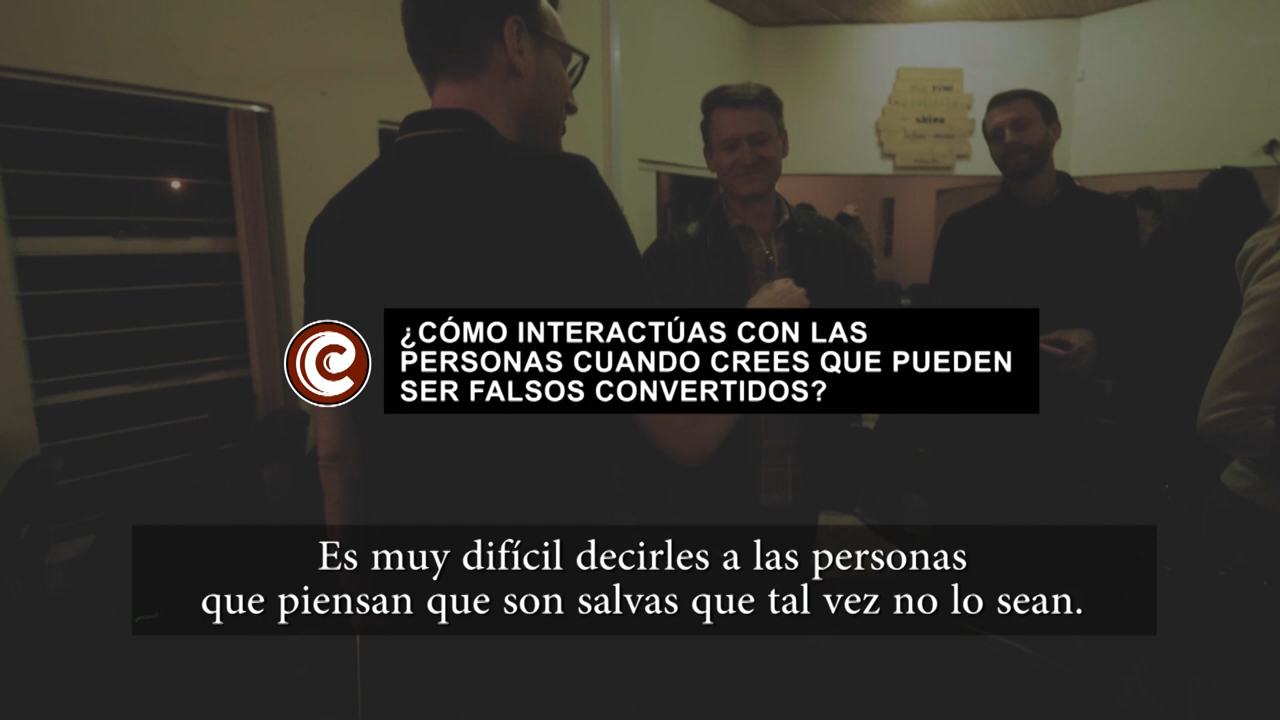 shine
¿CÓMO INTERACTÚAS CON LAS
PERSONAS CUANDO CREES QUE PUEDEN
SER FALSOS CONVERTIDOS?
Es muy difícil decirles a las personas
que piensan que son salvas que tal vez no lo sean.